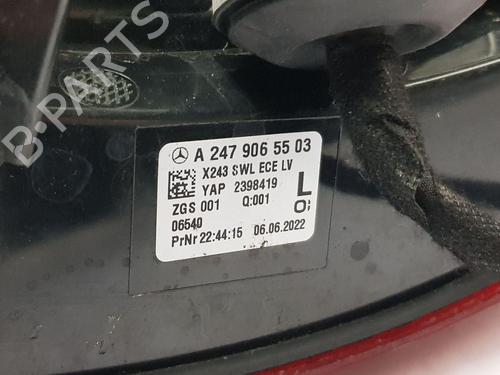 B-PARTS
A 247 906 55 03
X243 SWL ECE LV
YAP 2398419
ZGS 001 Q:001
L
06540
PrNr 22:44:15 06.06.2022